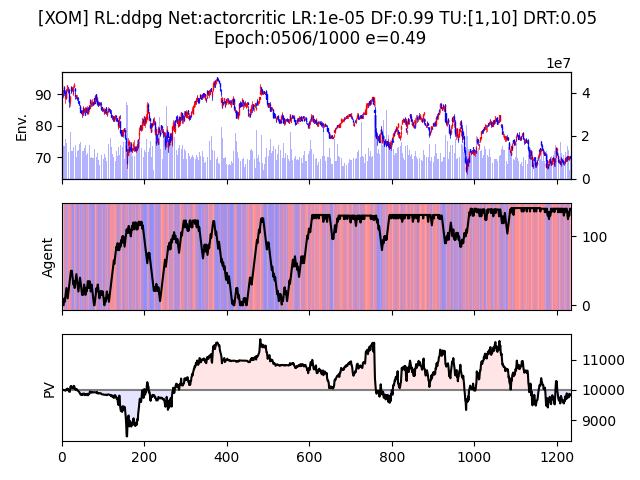 [XOM] RL:ddpg Net:actorcritic LR:1e-05 DF:0.99 TU:[1,10] DRT:0.05
Epoch:0506/1000 e=0.49
1e7
Env.
90
80
70
4
2
0
Agent
100
0
PV
11000
10000
9000
0 200 400 600 800 1000 1200